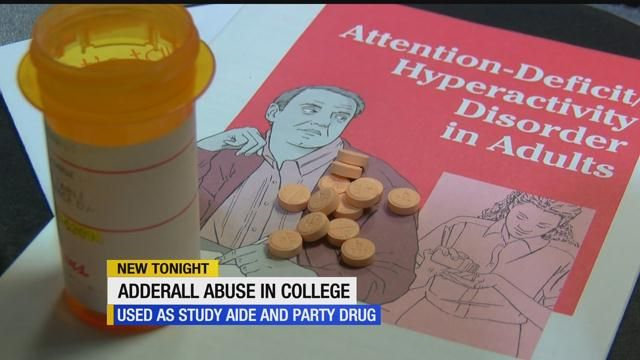 Attention-Deficit
Hyperactivity
Disorder
in Adults
NEW TONIGHT
ADDERALL ABUSE IN COLLEGE
USED AS STUDY AIDE AND PARTY DRUG